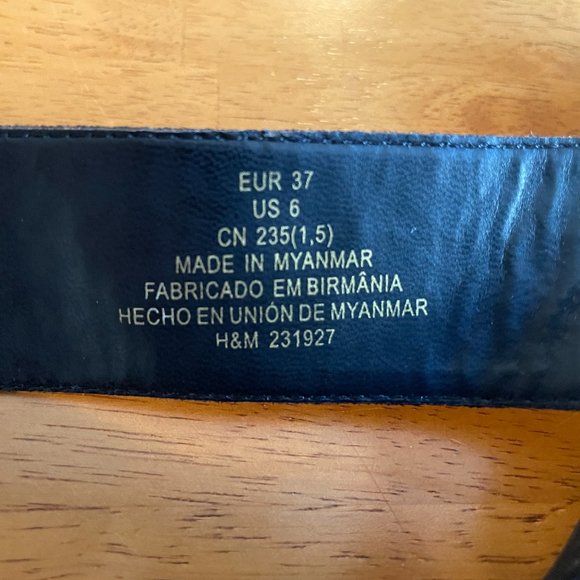 EUR 37
US 6
CN 235(1,5)
MADE IN MYANMAR
FABRICADO EM BIRMÂNIA
HECHO EN UNIÓN DE MYANMAR
H&M 231927